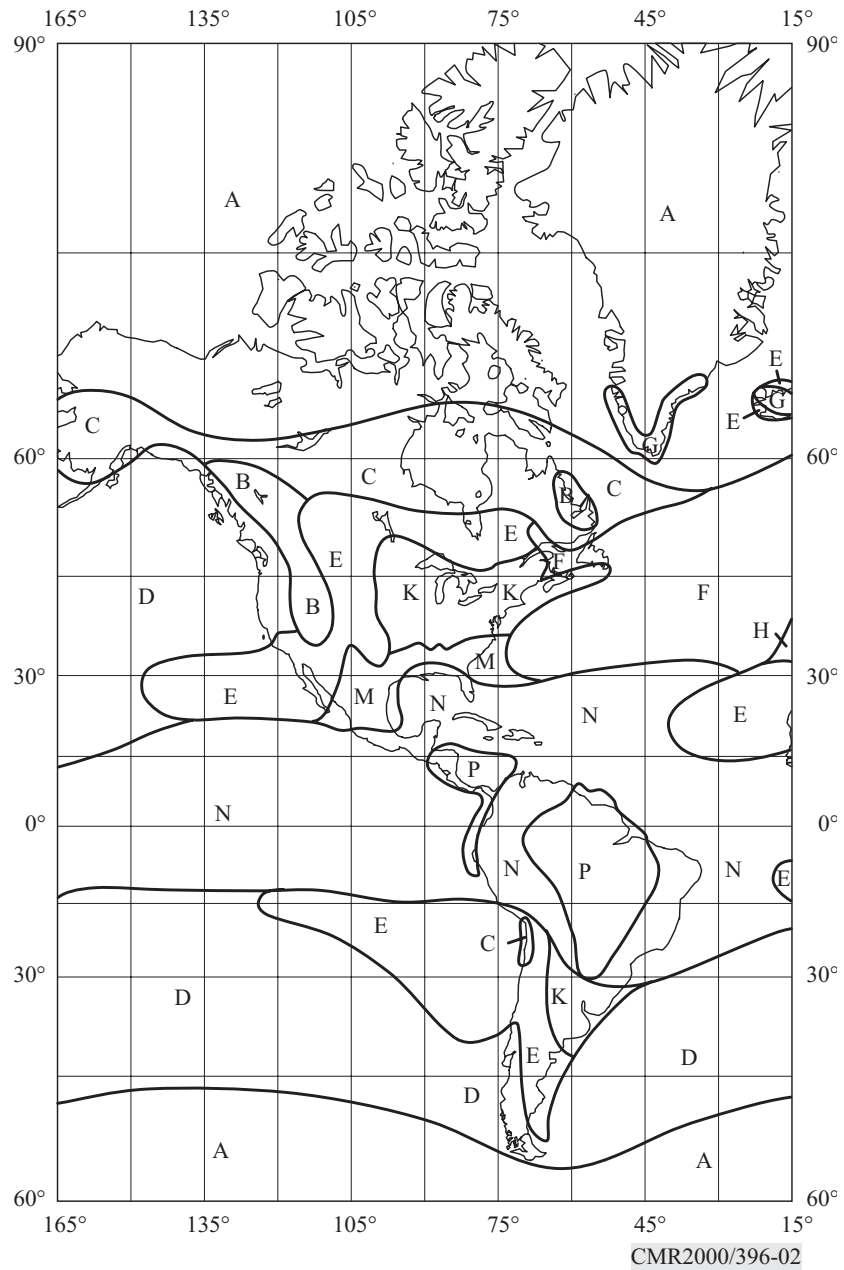 165° 135° 105° 75° 45° 15°
90° 90°
A
A
E
G
C
E
G
60° 60°
C
B C
B
E
E F
D K K F
B
H
M
30° 30°
E M N N E
P
N
0° 0°
N P N
E
E
C
30° 30°
D K
E D
D
A A
60° 60°
165° 135° 105° 75° 45° 15°
CMR2000/396-02